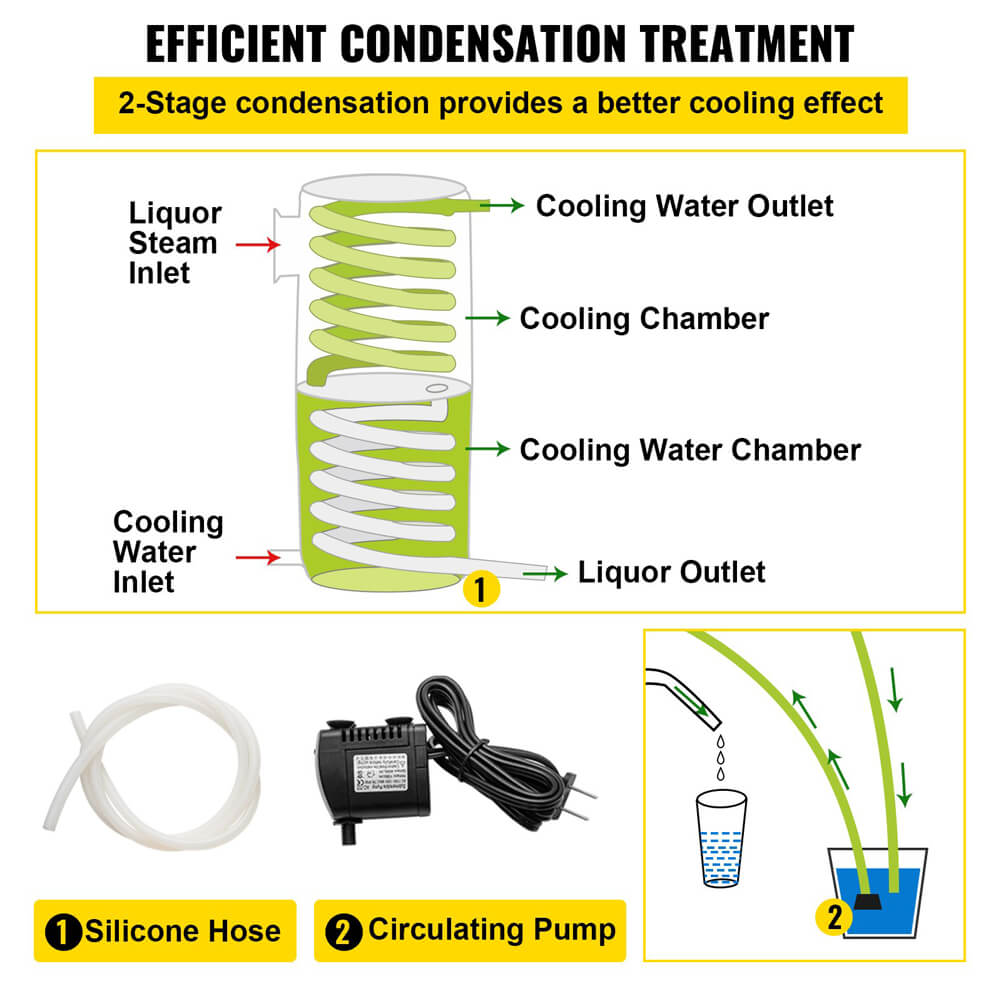 EFFICIENT CONDENSATION TREATMENT
2-Stage condensation provides a better cooling effect
Liquor
Steam
Inlet
Cooling Water Outlet
Cooling Chamber
Cooling Water Chamber
Cooling
Water
Inlet
Liquor Outlet
1
2
1 Silicone Hose
2 Circulating Pump